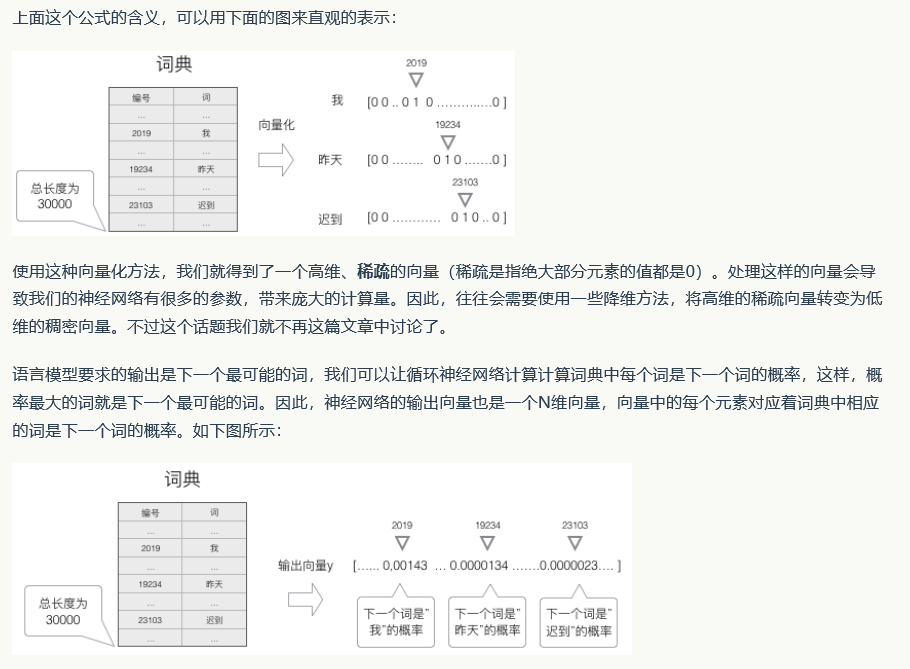 上面这个公式的含义，可以用下面的图来直观的表示：
词典
编号 词
... ...
2019 我
... ...
19234 昨天
... ...
23103 迟到
... ...
总长度为
30000
向量化
2019
我 [0 0 .. 0 1 0 ..............0 ]
19234
昨天 [0 0 ........ 0 1 0 .......0 ]
23103
迟到 [0 0 ............ 0 1 0 .. 0 ]
使用这种向量化方法，我们就得到了一个高维、稀疏的向量（稀疏是指绝大部分元素的值都是0）。处理这样的向量会导
致我们的神经网络有很多的参数，带来庞大的计算量。因此，往往会需要使用一些降维方法，将高维的稀疏向量转变为低
维的稠密向量。不过这个话题我们就不再这篇文章中讨论了。
语言模型要求的输出是下一个最可能的词，我们可以让循环神经网络计算计算词典中每个词是下一个词的概率，这样，概
率最大的词就是下一个最可能的词。因此，神经网络的输出向量也是一个N维向量，向量中的每个元素对应着词典中相应
的词是下一个词的概率。如下图所示：
词典
编号 词
... ...
2019 我
... ...
19234 昨天
... ...
23103 迟到
... ...
总长度为
30000
2019 19234 23103
输出向量y [...... 0,00143 ... 0.0000134 .......0.0000023.... ]
下一个词是"
我"的概率
下一个词是"
昨天"的概率
下一个词是"
迟到"的概率